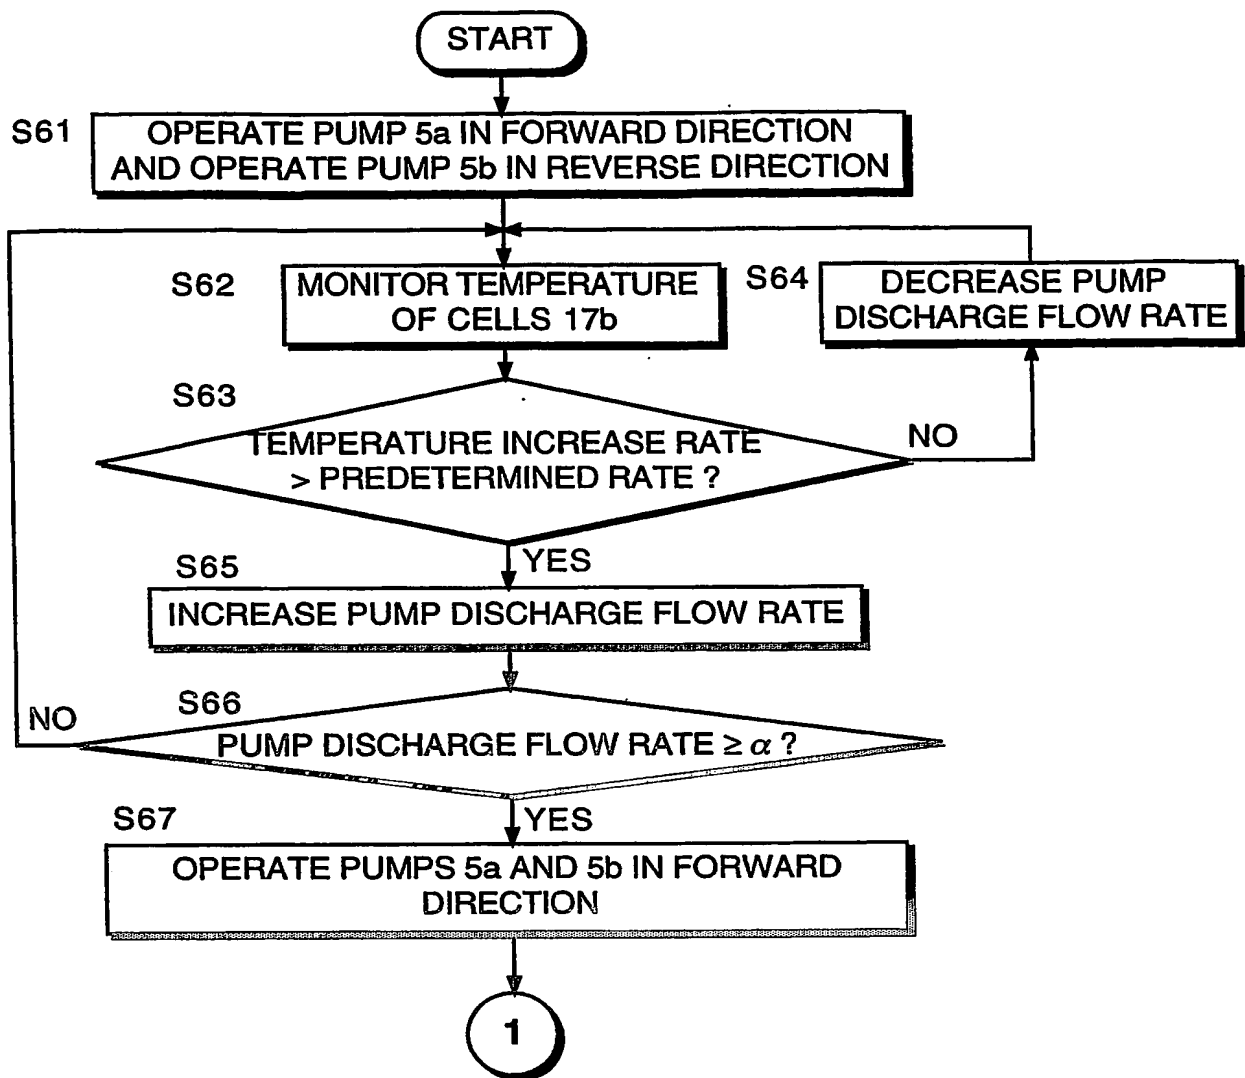 START
S61
OPERATE PUMP 5a IN FORWARD DIRECTION
AND OPERATE PUMP 5b IN REVERSE DIRECTION
S62
MONITOR TEMPERATURE
OF CELLS 17b
S64
DECREASE PUMP
DISCHARGE FLOW RATE
S63
TEMPERATURE INCREASE RATE
> PREDETERMINED RATE ?
NO
YES
S65
INCREASE PUMP DISCHARGE FLOW RATE
S66
NO
PUMP DISCHARGE FLOW RATE ≥ α ?
YES
S67
OPERATE PUMPS 5a AND 5b IN FORWARD
DIRECTION
1